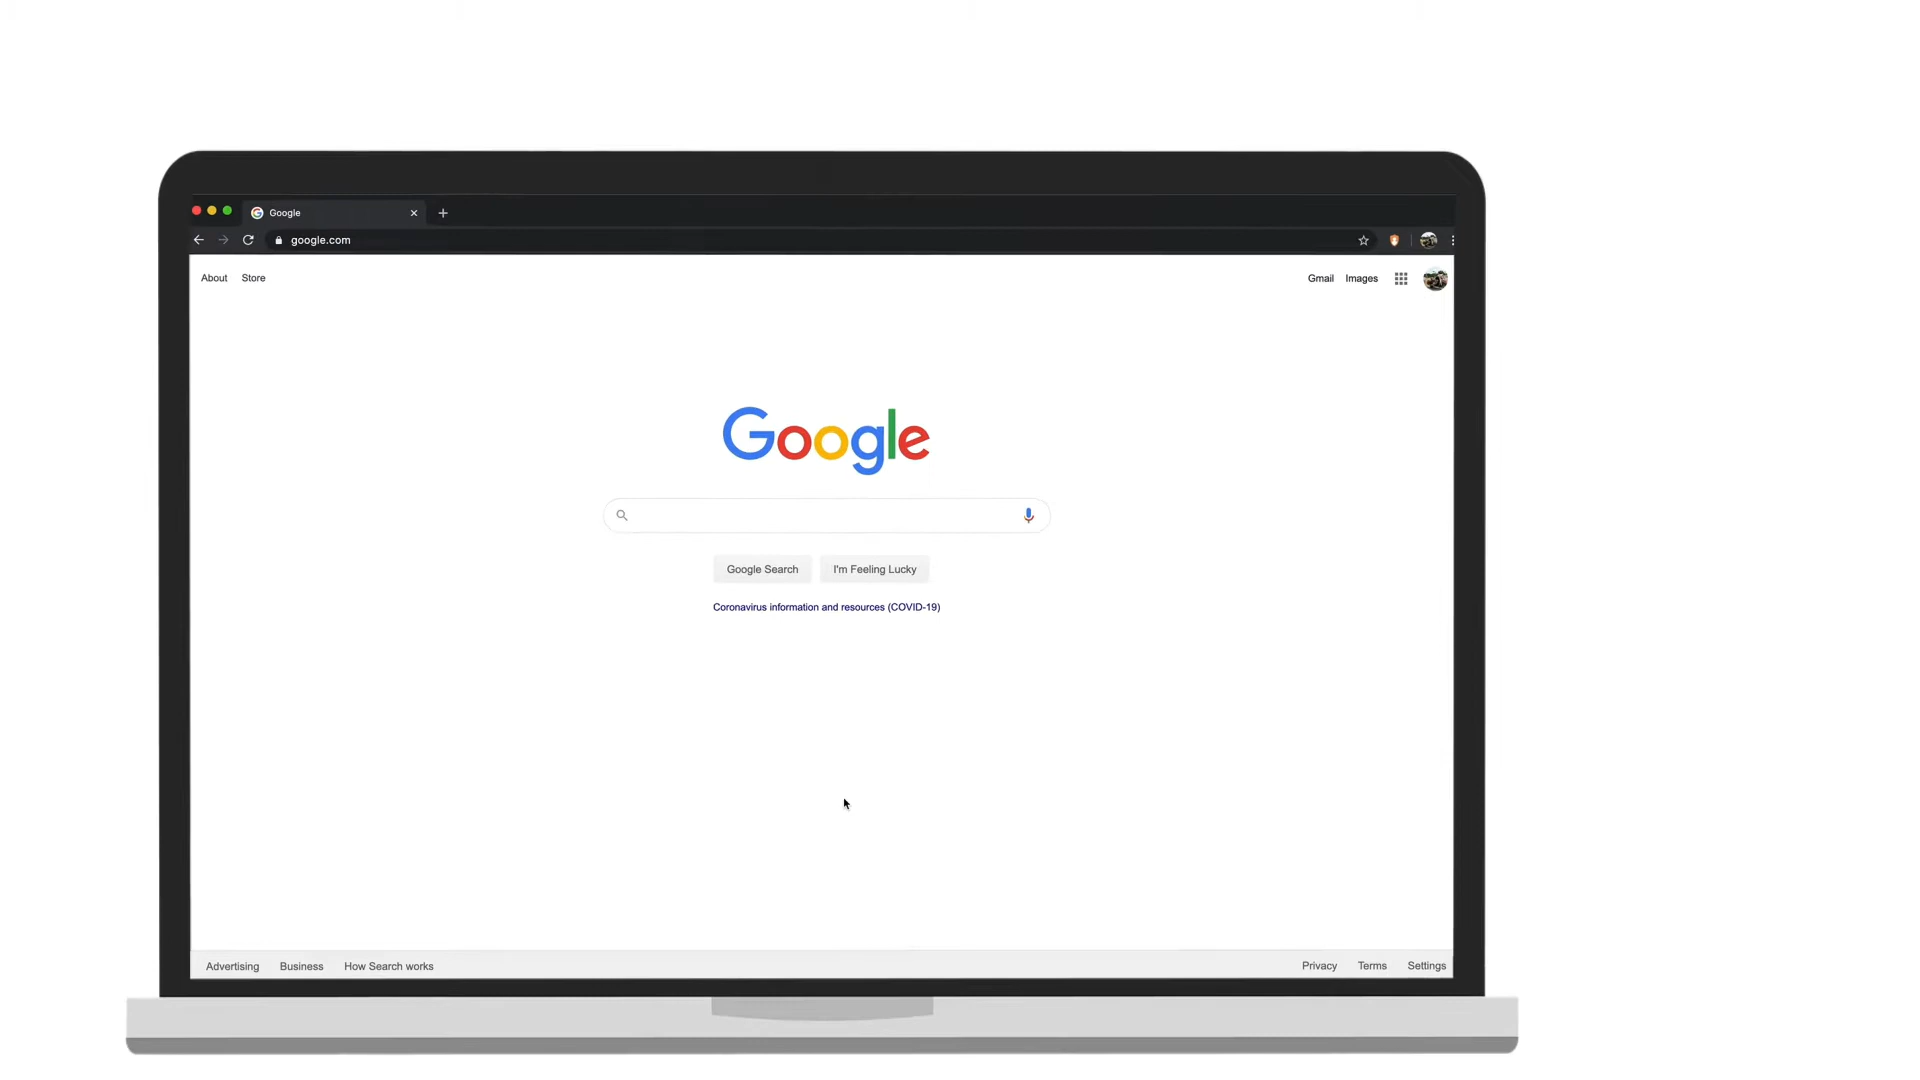 Google
google.com
About Store Gmail Images
Google
Google Search I'm Feeling Lucky
Coronavirus information and resources (COVID-19)
Advertising Business How Search works Privacy Terms Settings